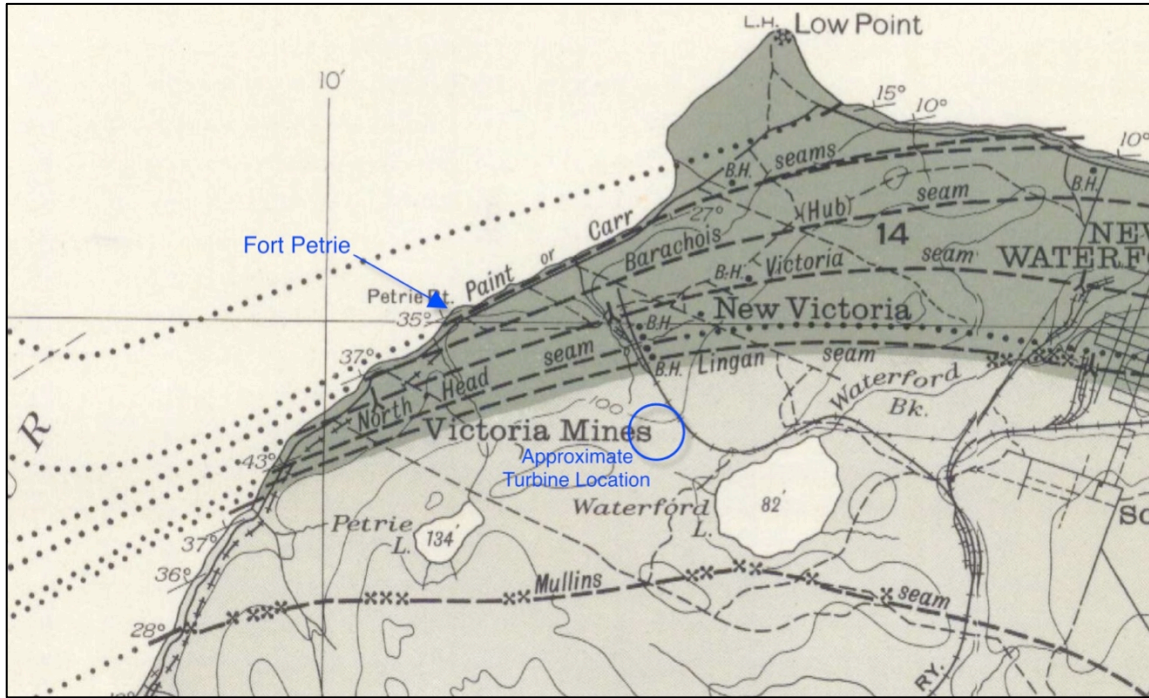 L.H. Low Point
10'
15°
10°
10°
seams
B.H.
B.H.
seam
Carr
27°
(Hub)
Fort Petrie
or
Barachois
14
NEW
Paint
B.H.
Victoria
seam
WATERF
Petrie Pt.
35°
New Victoria
B.H.
37°
seam
B.H.
Lingan
seam
Head
Waterford
Bk.
North
100
Victoria Mines
Approximate
Turbine Location
43°
Waterford
L.
82'
Petrie
L.
134'
37°
36°
Mullins
seam
28°
R
RY.